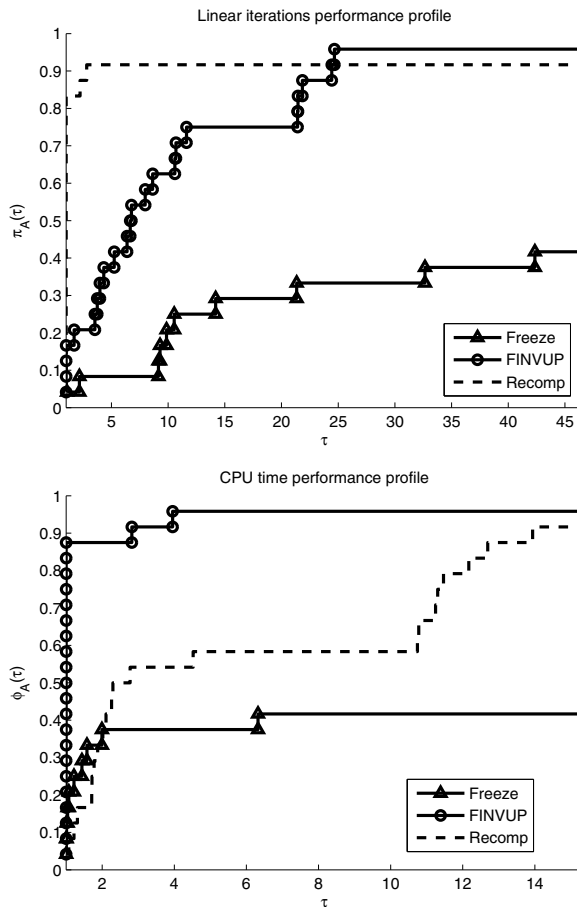 Linear iterations performance profile
1
0.9
0.8
0.7
0.6
0.5
0.4
0.3
0.2
0.1
0
π_A(τ)
5 10 15 20 25 30 35 40 45
τ
Freeze
FINVUP
Recomp
CPU time performance profile
1
0.9
0.8
0.7
0.6
0.5
0.4
0.3
0.2
0.1
0
ϕ_A(τ)
2 4 6 8 10 12 14
τ
Freeze
FINVUP
Recomp